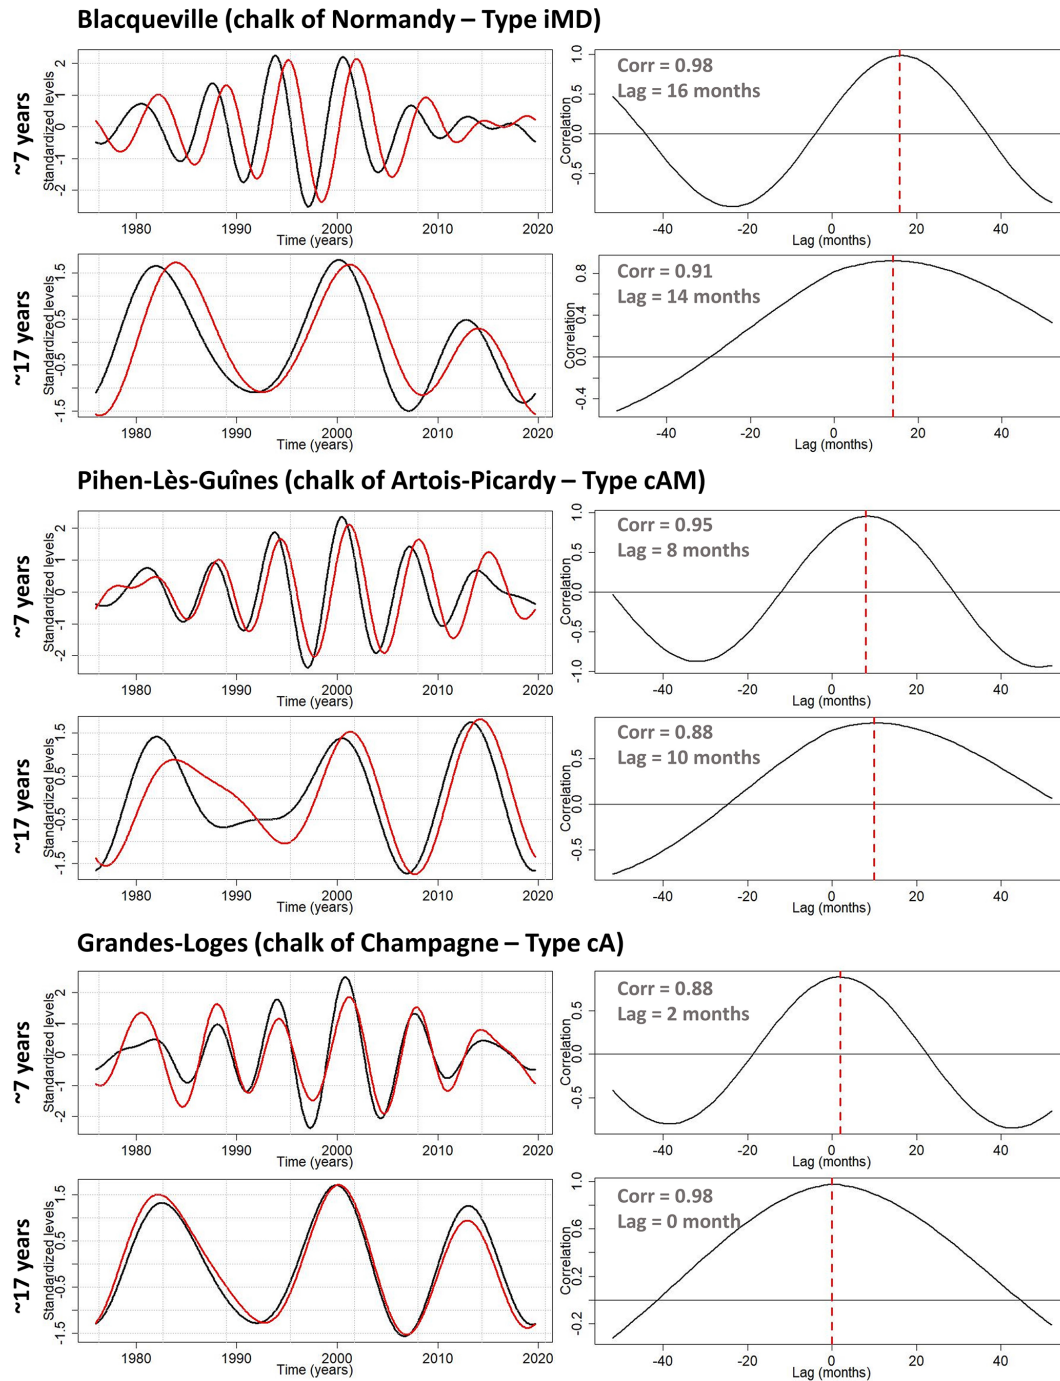 Blacqueville (chalk of Normandy – Type iMD)
~7 years
Standardized levels
2
1
0
-1
-2
1980 1990 2000 2010 2020
Time (years)
Corr = 0.98
Lag = 16 months
Correlation
1.0
0.5
0.0
-0.5
-40 -20 0 20 40
Lag (months)
~17 years
Standardized levels
1.5
0.5
-0.5
-1.5
1980 1990 2000 2010 2020
Time (years)
Corr = 0.91
Lag = 14 months
Correlation
0.8
0.4
0.0
-0.4
-40 -20 0 20 40
Lag (months)
Pihen-Lès-Guînes (chalk of Artois-Picardy – Type cAM)
~7 years
Standardized levels
2
1
0
-1
-2
1980 1990 2000 2010 2020
Time (years)
Corr = 0.95
Lag = 8 months
Correlation
1.0
0.5
0.0
-0.5
-1.0
-40 -20 0 20 40
Lag (months)
~17 years
Standardized levels
1.5
0.5
-0.5
-1.5
1980 1990 2000 2010 2020
Time (years)
Corr = 0.88
Lag = 10 months
Correlation
0.5
0.0
-0.5
-40 -20 0 20 40
Lag (months)
Grandes-Loges (chalk of Champagne – Type cA)
~7 years
Standardized levels
2
1
0
-1
-2
1980 1990 2000 2010 2020
Time (years)
Corr = 0.88
Lag = 2 months
Correlation
0.5
0.0
-0.5
-40 -20 0 20 40
Lag (months)
~17 years
Standardized levels
1.5
0.5
-0.5
-1.5
1980 1990 2000 2010 2020
Time (years)
Corr = 0.98
Lag = 0 month
Correlation
1.0
0.6
0.2
-0.2
-40 -20 0 20 40
Lag (months)